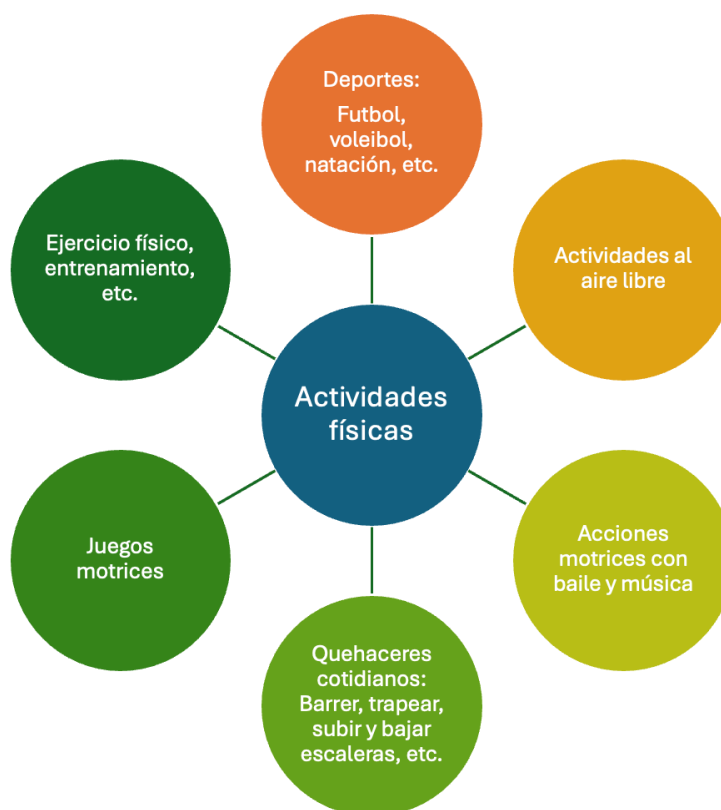 Deportes:
Futbol,
voleibol,
natación, etc.
Actividades al
aire libre
Acciones
motrices con
baile y música
Quehaceres
cotidianos:
Barrer, trapear,
subir y bajar
escaleras, etc.
Juegos
motrices
Ejercicio físico,
entrenamiento,
etc.
Actividades
físicas